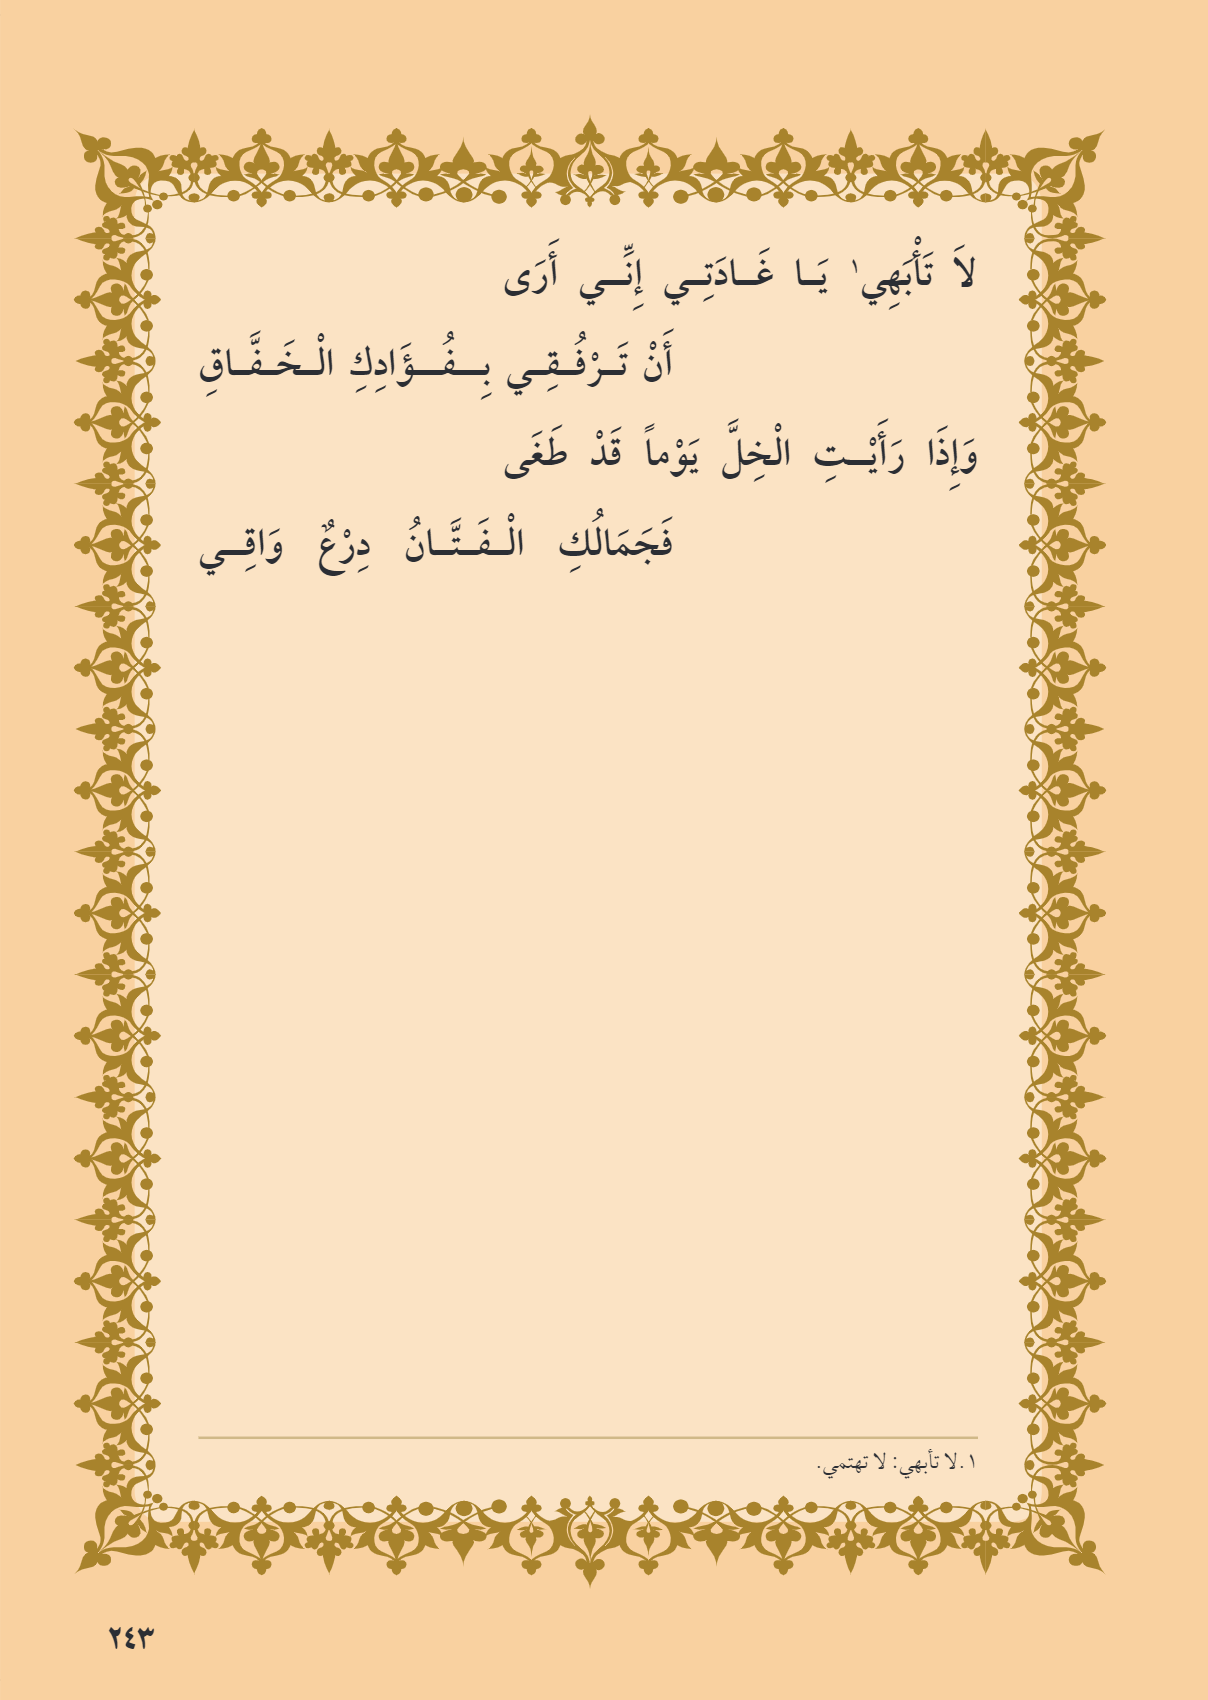 لاَ تَأْبَهِي١ يَـا غَـادَتِـي إِنِّـي أَرَى
أَنْ تَـرْفُـقِـي بِـفُـؤَادِكِ الْـخَـفَّـاقِ
وَإِذَا رَأَيْـتِ الْخِلَّ يَوْماً قَدْ طَغَى
فَجَمَالُكِ الْـفَـتَّـانُ دِرْعٌ وَاقِـي
١.لا تأبهي: لا تهتمي.
٢٤٣